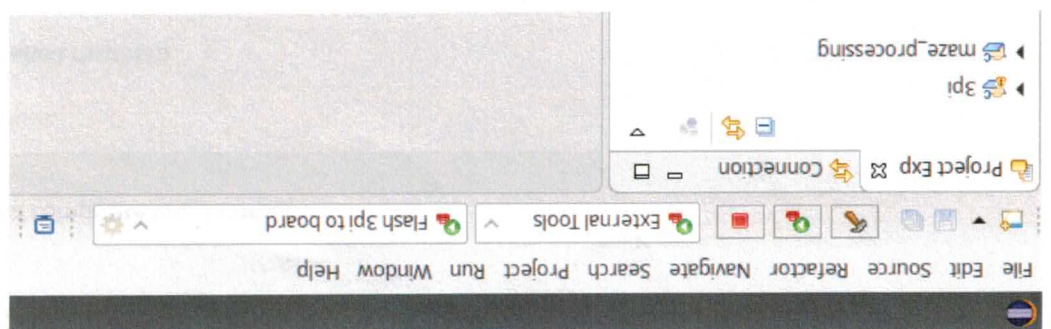 File Edit Source Refactor Navigate Search Project Run Window Help
External Tools Flash 3pi to board
Project Exp Connection
3pi
maze_processing